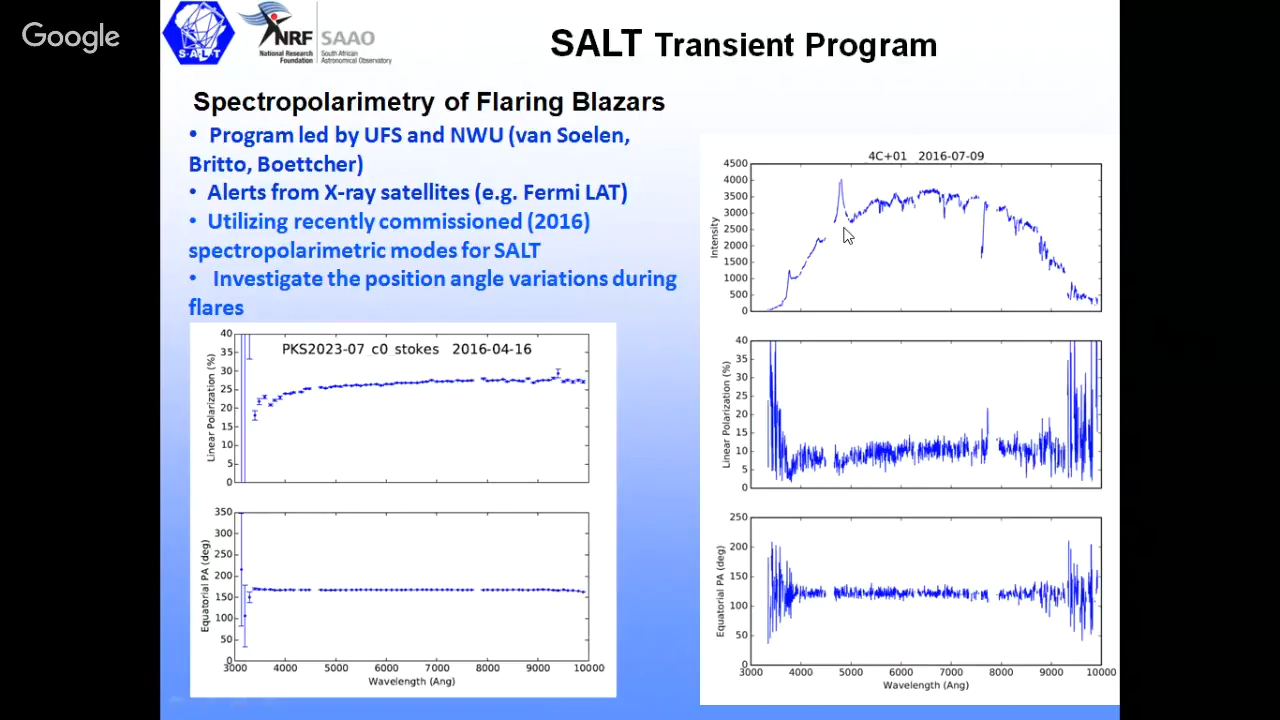 Google
SALT
NRF
National Research
Foundation
SAAO
South African
Astronomical Observatory
SALT Transient Program
Spectropolarimetry of Flaring Blazars
• Program led by UFS and NWU (van Soelen,
Britto, Boettcher)
• Alerts from X-ray satellites (e.g. Fermi LAT)
• Utilizing recently commissioned (2016)
spectropolarimetric modes for SALT
• Investigate the position angle variations during
flares
PKS2023-07 c0 stokes 2016-04-16
Linear Polarization (%)
40
35
30
25
20
15
10
5
0
Equatorial PA (deg)
350
300
250
200
150
100
50
0
3000 4000 5000 6000 7000 8000 9000 10000
Wavelength (Ang)
4C+01 2016-07-09
Intensity
4500
4000
3500
3000
2500
2000
1500
1000
500
0
Linear Polarization (%)
40
35
30
25
20
15
10
5
0
Equatorial PA (deg)
250
200
150
100
50
0
3000 4000 5000 6000 7000 8000 9000 10000
Wavelength (Ang)